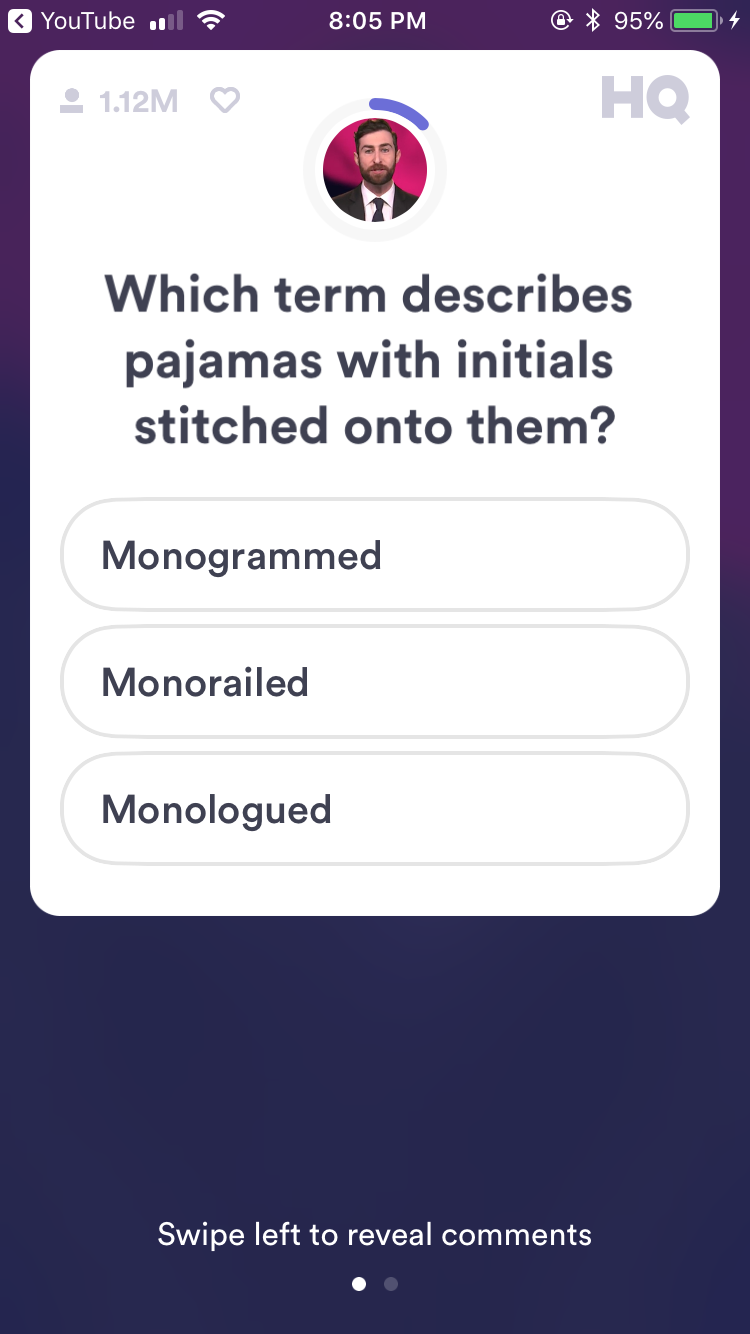 YouTube 8:05 PM 95%
1.12M HQ
Which term describes
pajamas with initials
stitched onto them?
Monogrammed
Monorailed
Monologued
Swipe left to reveal comments